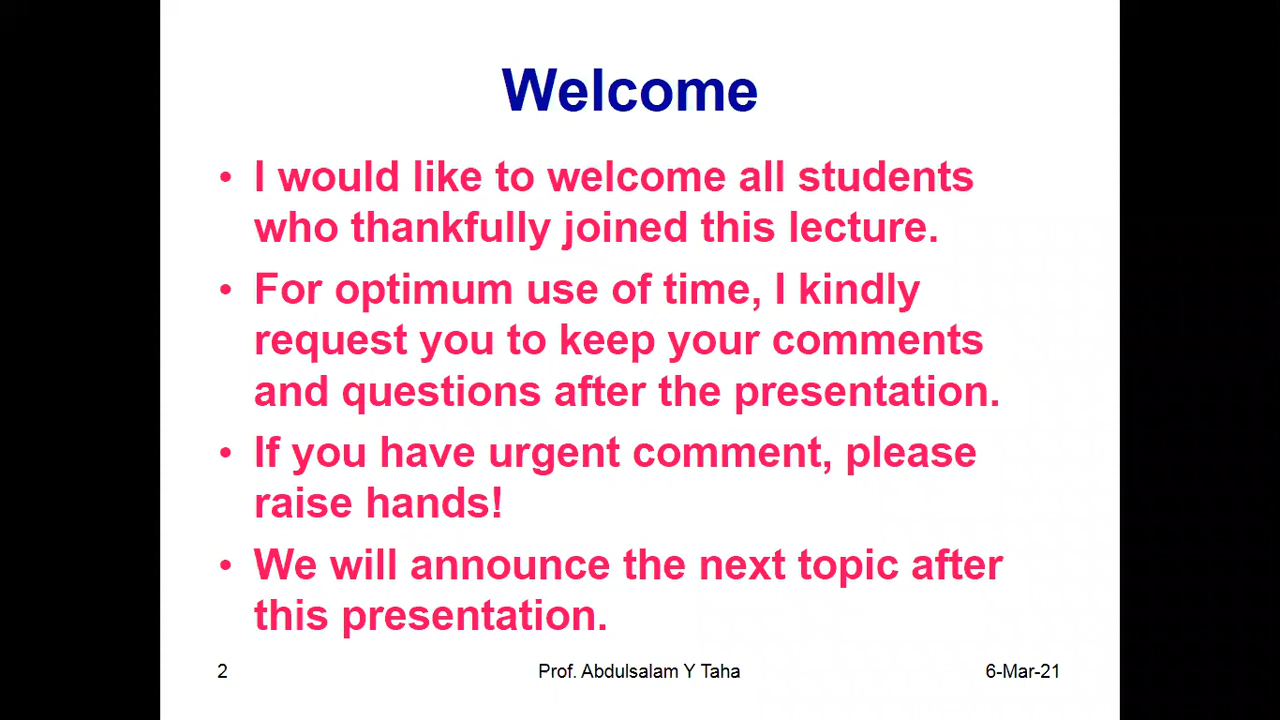 Welcome
• I would like to welcome all students
who thankfully joined this lecture.
• For optimum use of time, I kindly
request you to keep your comments
and questions after the presentation.
• If you have urgent comment, please
raise hands!
• We will announce the next topic after
this presentation.
2 Prof. Abdulsalam Y Taha 6-Mar-21